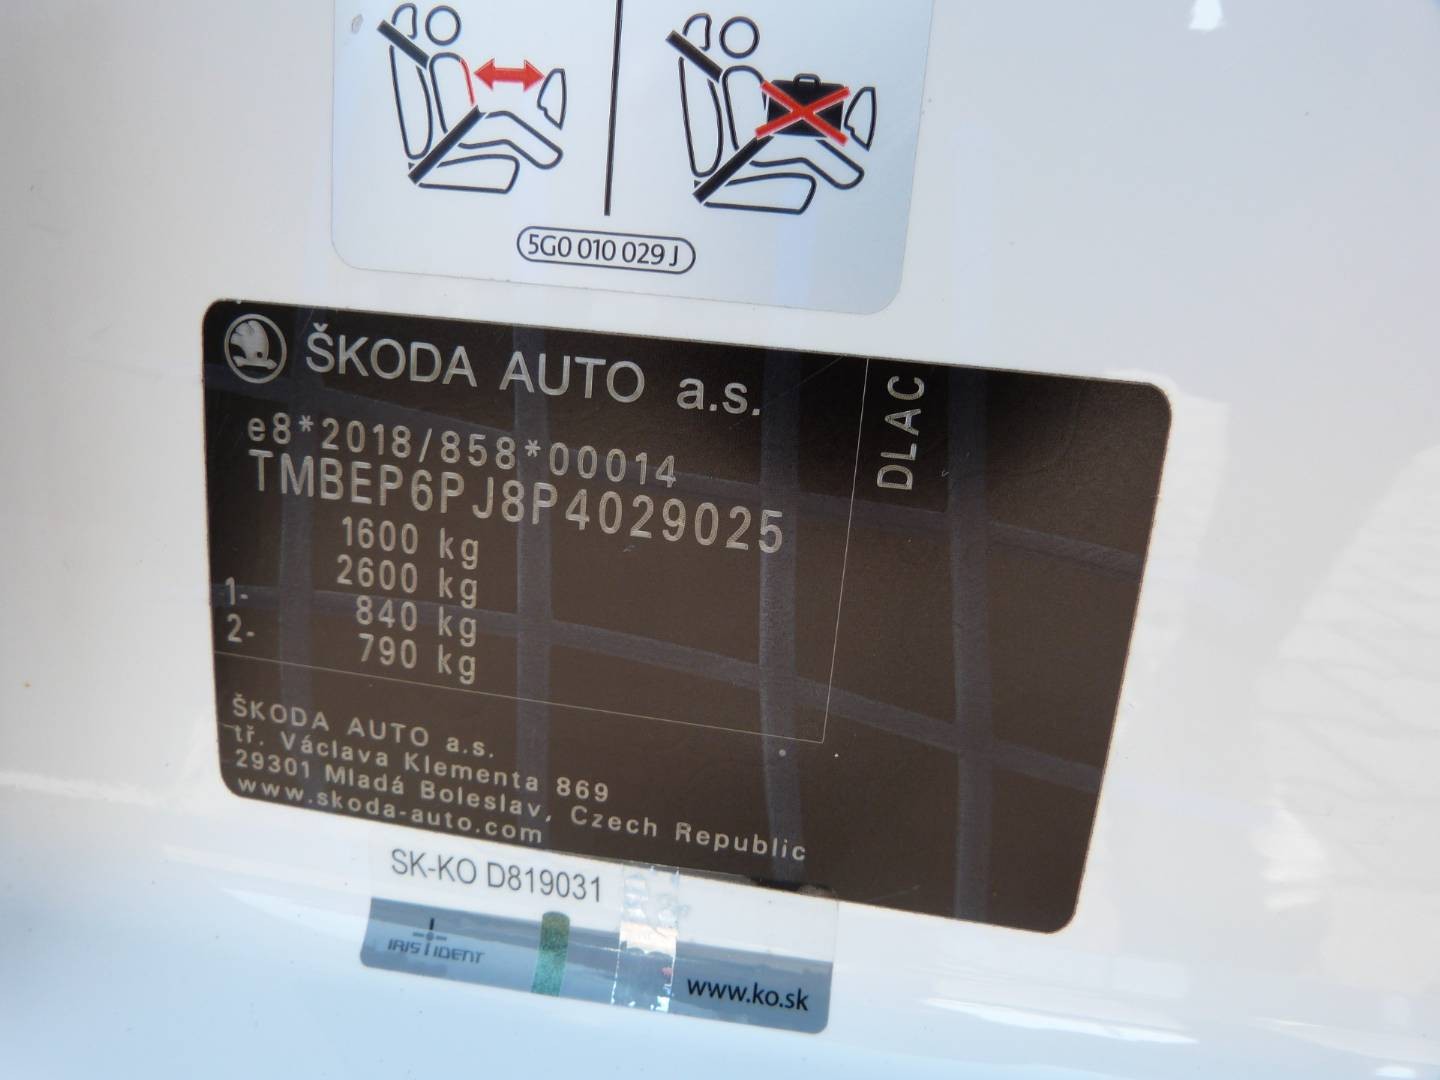 5G0 010 029 J
ŠKODA AUTO a.s.
DLAC
e8*2018/858*00014
TMBEP6PJ8P4029025
1600 kg
2600 kg
1- 840 kg
2- 790 kg
ŠKODA AUTO a.s.
tř. Václava Klementa 869
29301 Mladá Boleslav, Czech Republic
www.skoda-auto.com
SK-KO D819031
IRIS IDENT
www.ko.sk